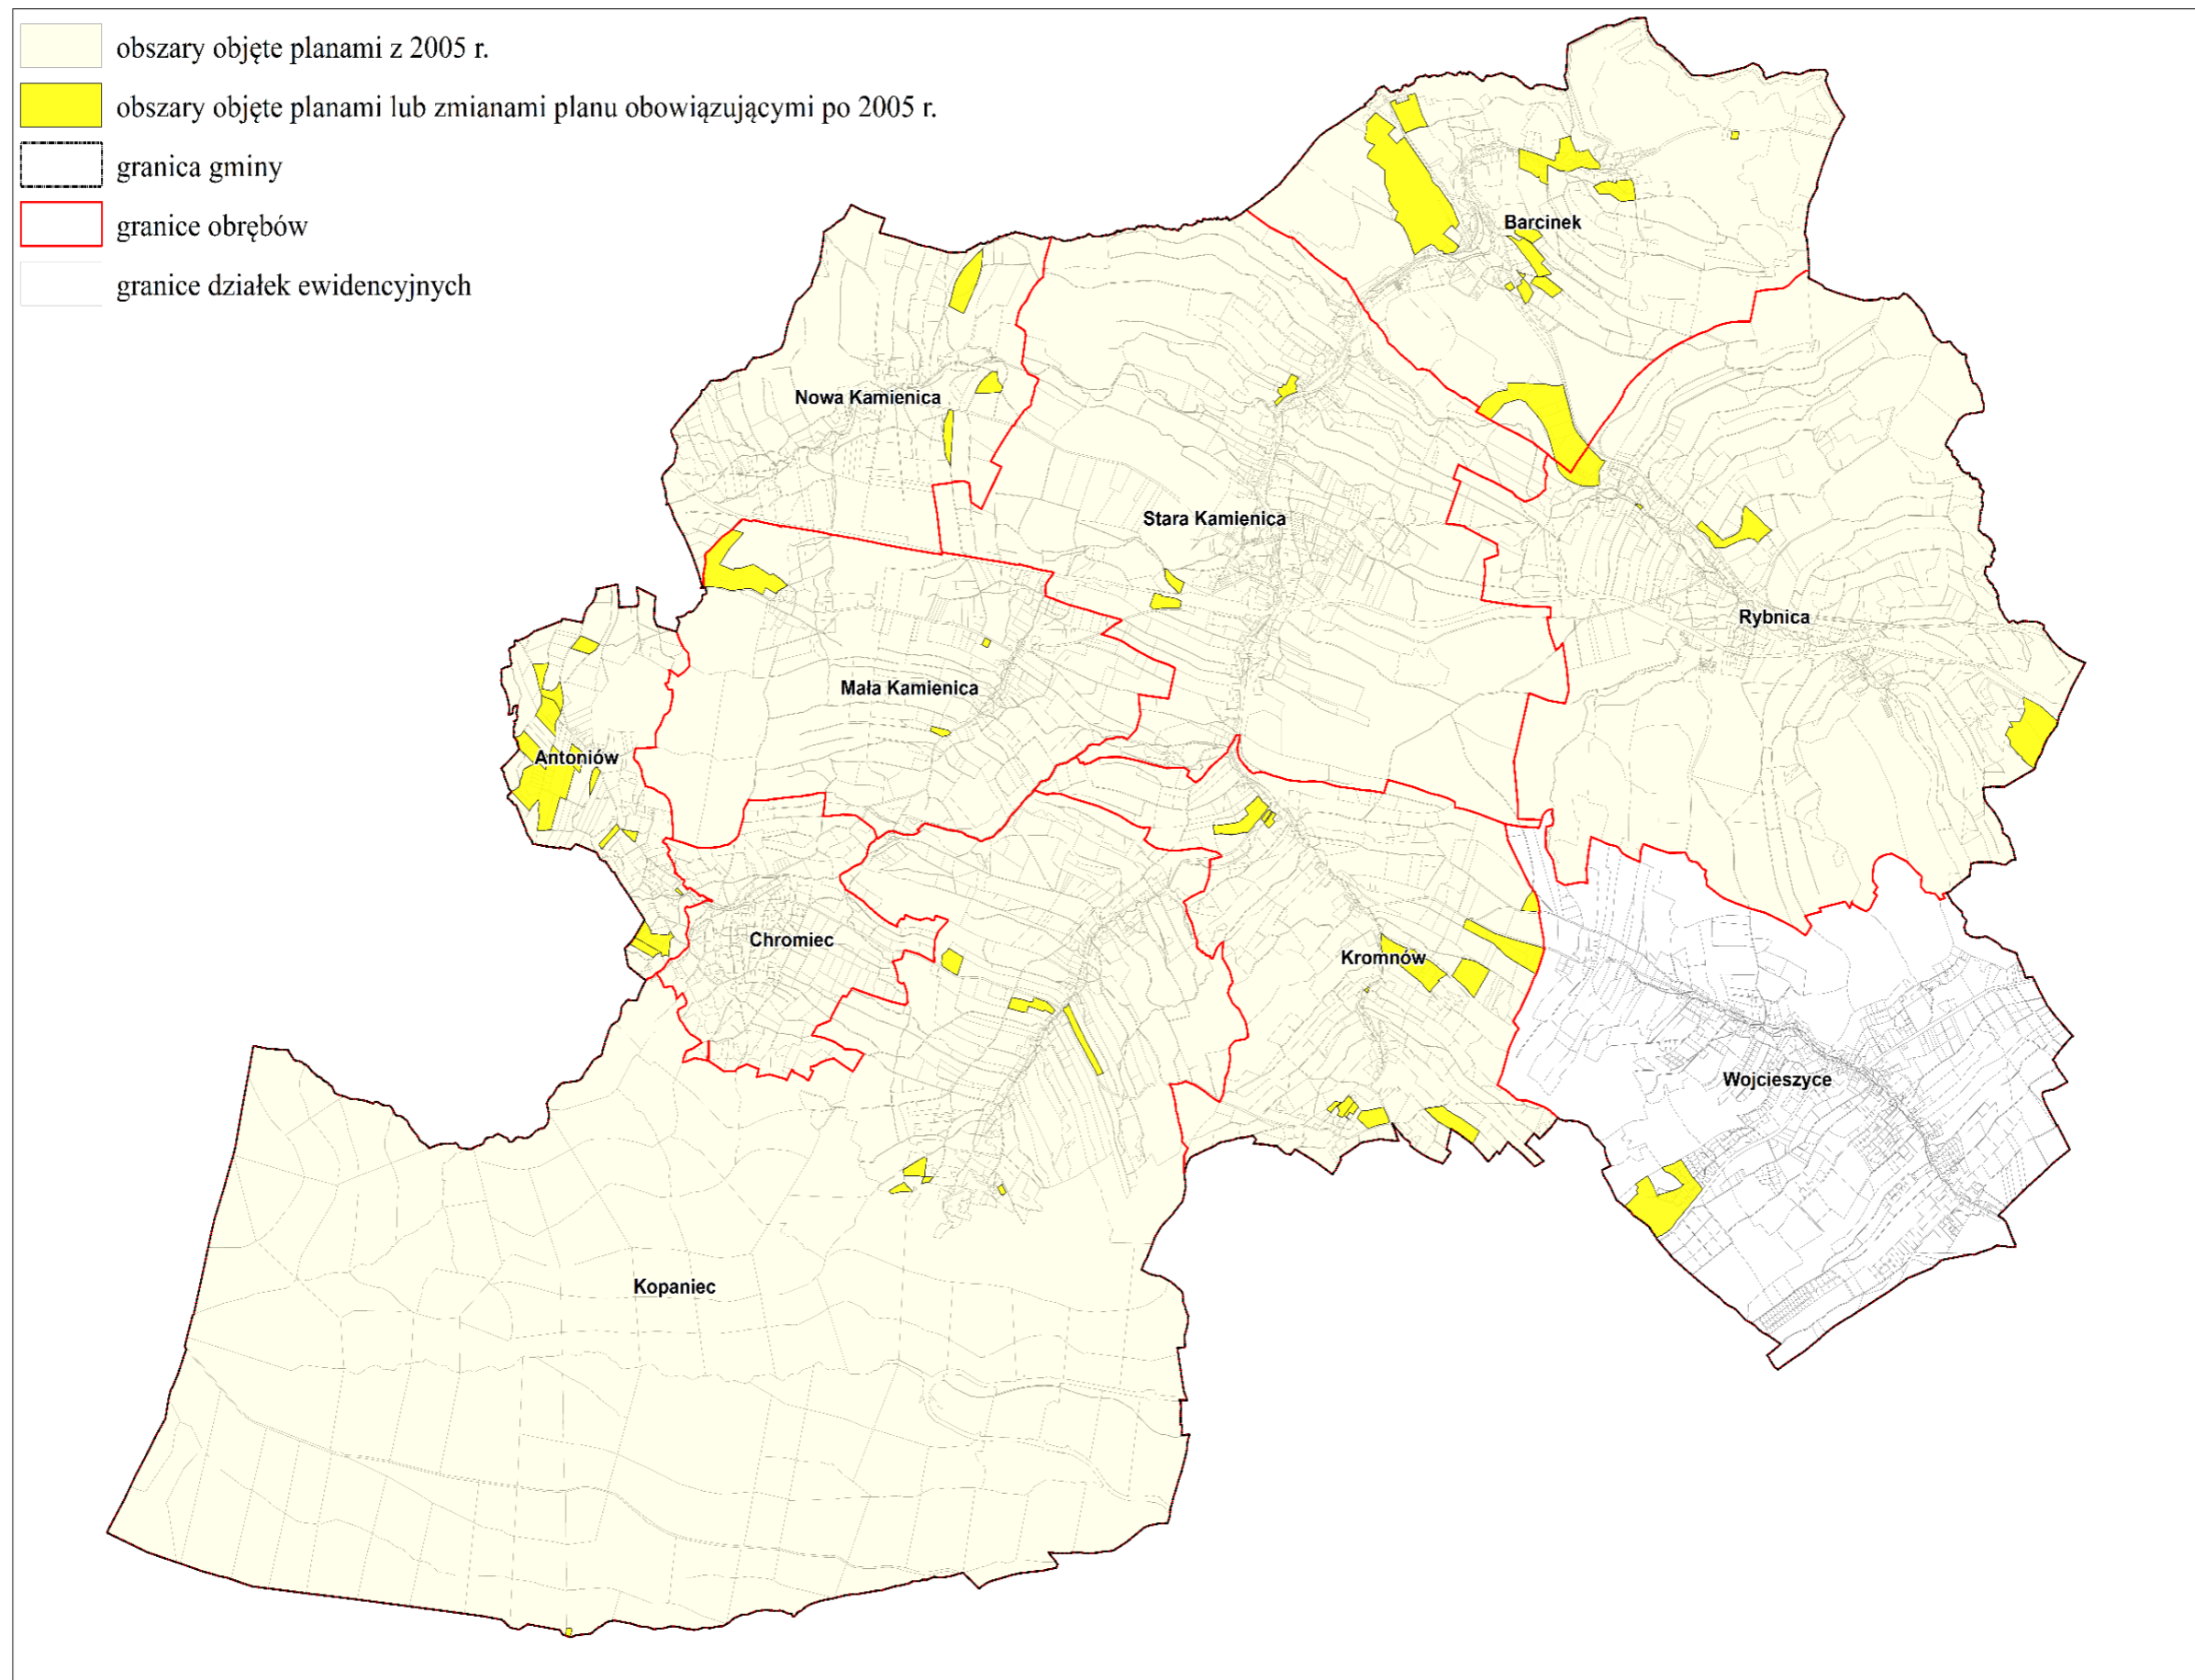 obszary objęte planami z 2005 r.
obszary objęte planami lub zmianami planu obowiązującymi po 2005 r.
granica gminy
granice obrębów
granice działek ewidencyjnych
Barcinek
Nowa Kamienica
Stara Kamienica
Rybnica
Mała Kamienica
Antoniów
Chromiec
Kromnów
Wojcieszyce
Kopaniec